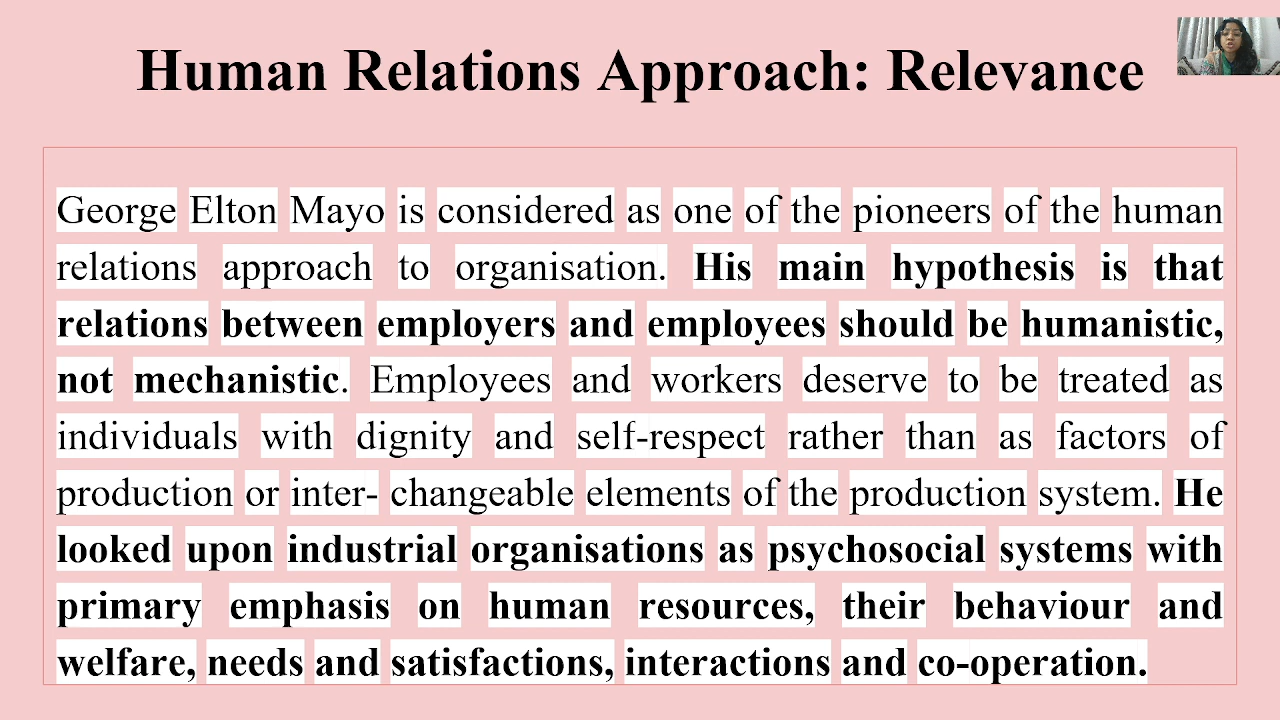 Human Relations Approach: Relevance
George Elton Mayo is considered as one of the pioneers of the human
relations approach to organisation. His main hypothesis is that
relations between employers and employees should be humanistic,
not mechanistic. Employees and workers deserve to be treated as
individuals with dignity and self-respect rather than as factors of
production or inter- changeable elements of the production system. He
looked upon industrial organisations as psychosocial systems with
primary emphasis on human resources, their behaviour and
welfare, needs and satisfactions, interactions and co-operation.